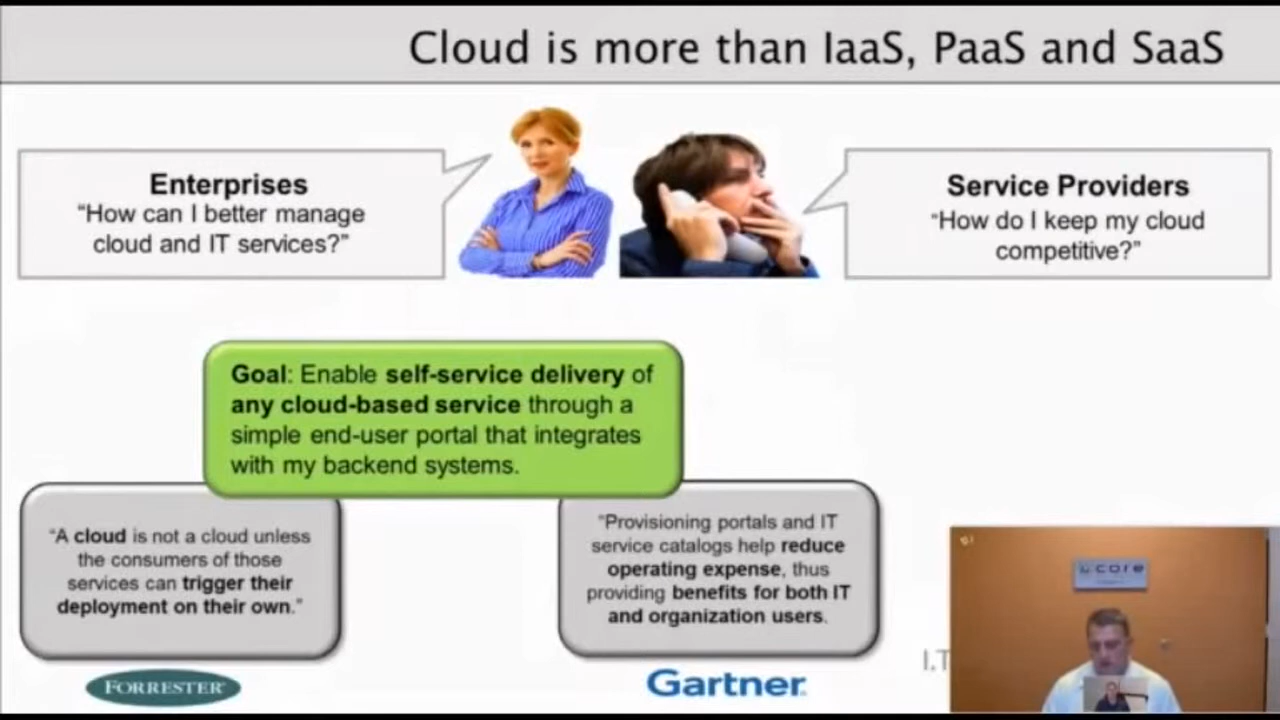 Cloud is more than IaaS, PaaS and SaaS
Enterprises
“How can I better manage
cloud and IT services?”
Service Providers
“How do I keep my cloud
competitive?”
Goal: Enable self-service delivery of
any cloud-based service through a
simple end-user portal that integrates
with my backend systems.
“A cloud is not a cloud unless
the consumers of those
services can trigger their
deployment on their own.”
FORRESTER
“Provisioning portals and IT
service catalogs help reduce
operating expense, thus
providing benefits for both IT
and organization users.
Gartner
I.T
core